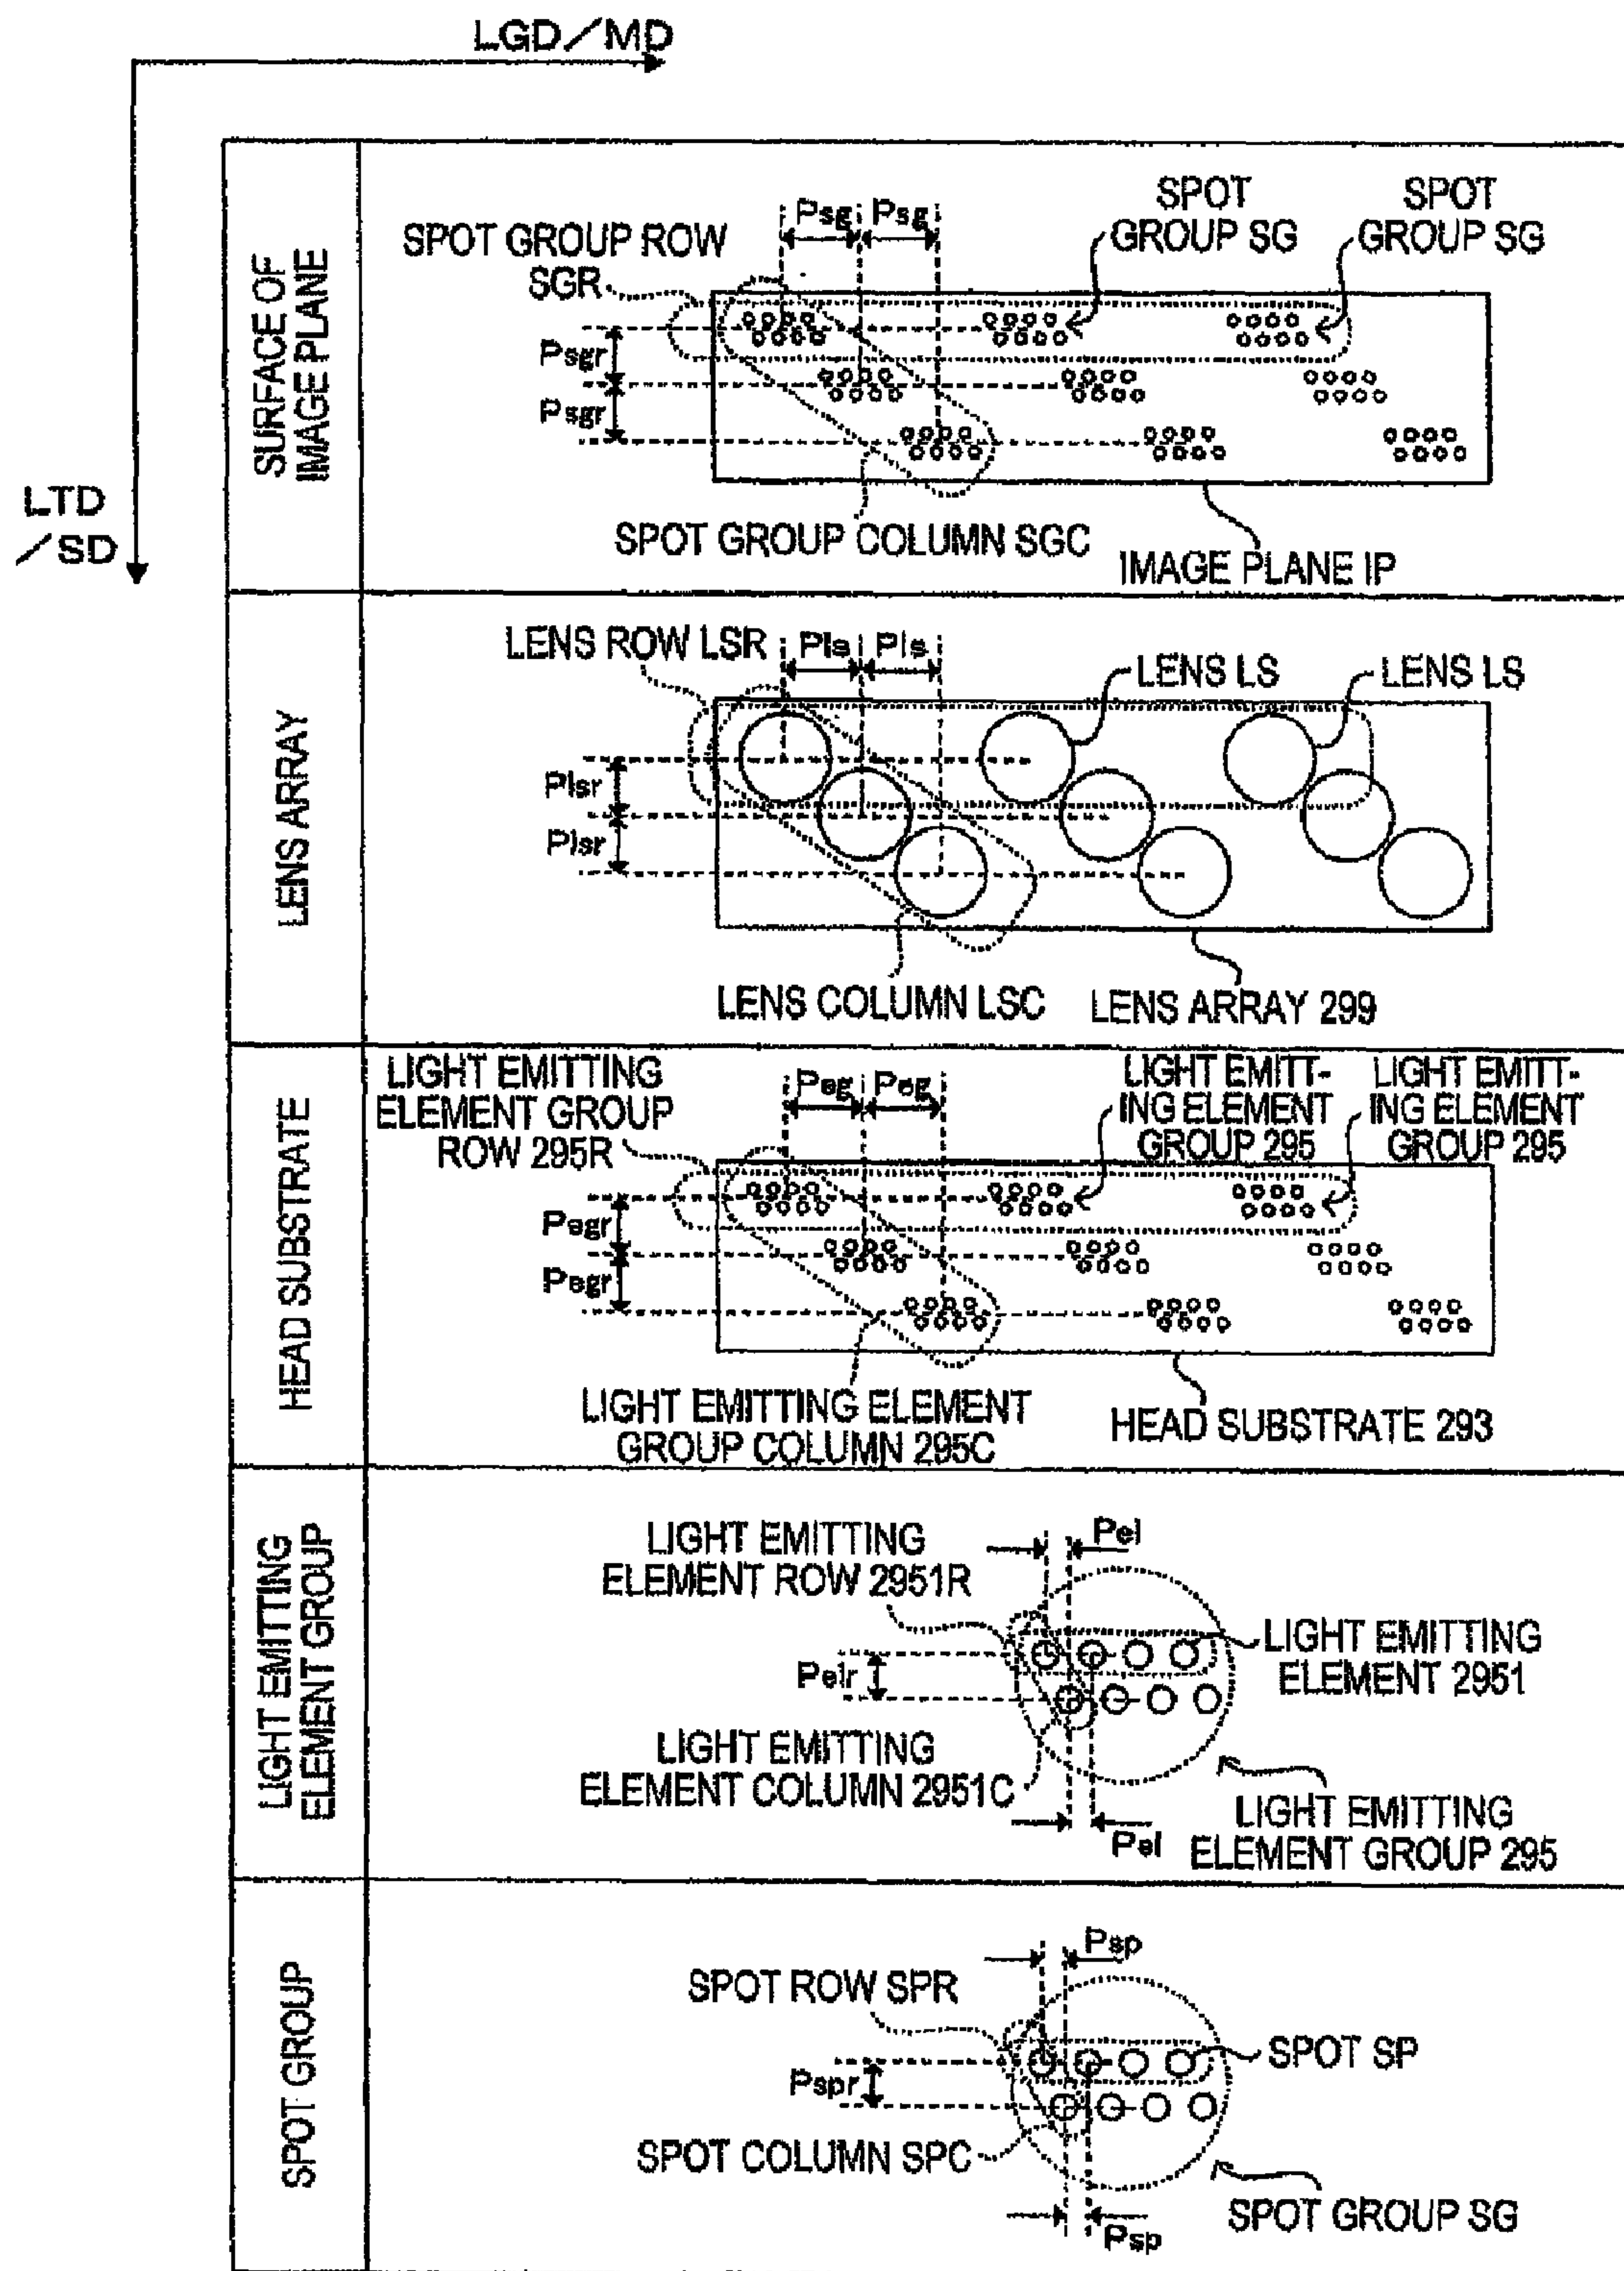 LGD/MD
LTD
/SD
SURFACE OF
IMAGE PLANE
SPOT GROUP ROW
SGR
Psg
Psg
SPOT
GROUP SG
SPOT
GROUP SG
Psgr
Psgr
SPOT GROUP COLUMN SGC
IMAGE PLANE IP
LENS ARRAY
LENS ROW LSR
Pls
Pls
LENS LS
LENS LS
Plsr
Plsr
LENS COLUMN LSC
LENS ARRAY 299
HEAD SUBSTRATE
LIGHT EMITTING
ELEMENT GROUP
ROW 295R
Peg
Peg
LIGHT EMITT-
ING ELEMENT
GROUP 295
LIGHT EMITT-
ING ELEMENT
GROUP 295
Pegr
Pegr
LIGHT EMITTING ELEMENT
GROUP COLUMN 295C
HEAD SUBSTRATE 293
LIGHT EMITTING
ELEMENT GROUP
LIGHT EMITTING
ELEMENT ROW 2951R
Pel
Pelr
LIGHT EMITTING
ELEMENT 2951
LIGHT EMITTING
ELEMENT COLUMN 2951C
Pel
LIGHT EMITTING
ELEMENT GROUP 295
SPOT GROUP
SPOT ROW SPR
Psp
Pspr
SPOT SP
SPOT COLUMN SPC
Psp
SPOT GROUP SG